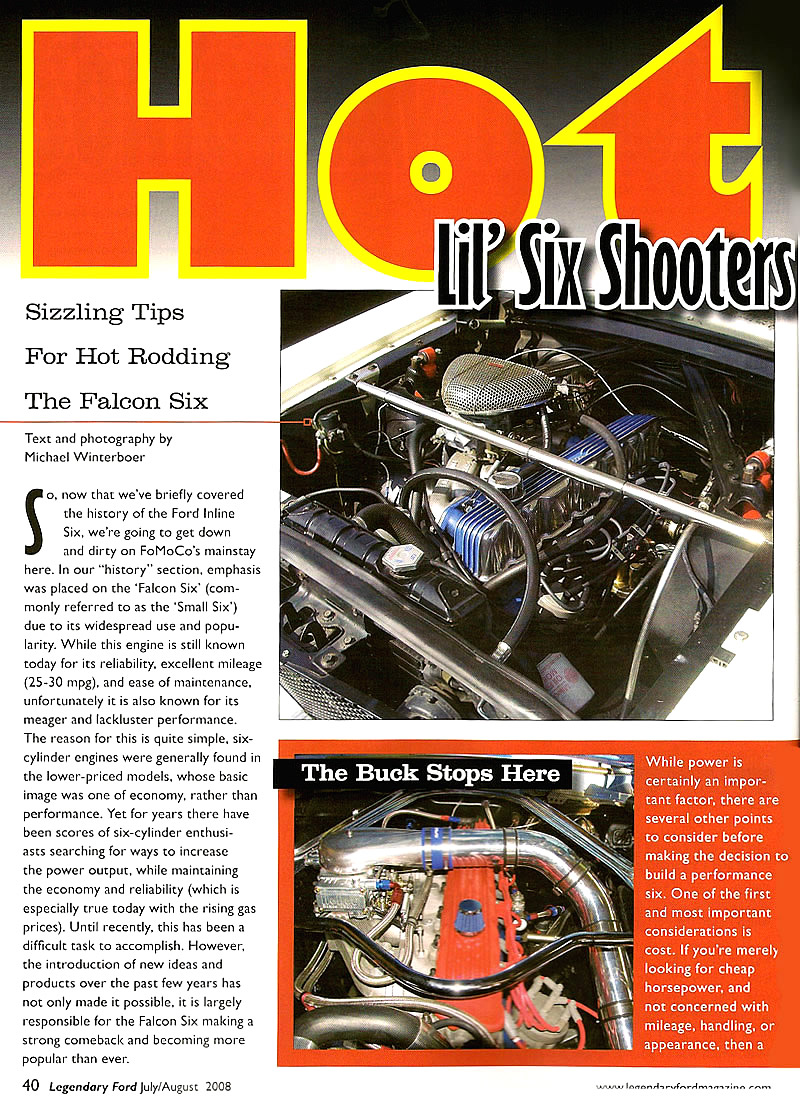 Hot
Lil' Six Shooters
Sizzling Tips
For Hot Rodding
The Falcon Six
Text and photography by
Michael Winterboer
So, now that we've briefly covered
the history of the Ford Inline
Six, we're going to get down
and dirty on FoMoCo's mainstay
here. In our "history" section, emphasis
was placed on the 'Falcon Six' (com-
monly referred to as the 'Small Six')
due to its widespread use and popu-
larity. While this engine is still known
today for its reliability, excellent mileage
(25-30 mpg), and ease of maintenance,
unfortunately it is also known for its
meager and lackluster performance.
The reason for this is quite simple, six-
cylinder engines were generally found in
the lower-priced models, whose basic
image was one of economy, rather than
performance. Yet for years there have
been scores of six-cylinder enthusi-
asts searching for ways to increase
the power output, while maintaining
the economy and reliability (which is
especially true today with the rising gas
prices). Until recently, this has been a
difficult task to accomplish. However,
the introduction of new ideas and
products over the past few years has
not only made it possible, it is largely
responsible for the Falcon Six making a
strong comeback and becoming more
popular than ever.
The Buck Stops Here
While power is
certainly an impor-
tant factor, there are
several other points
to consider before
making the decision to
build a performance
six. One of the first
and most important
considerations is
cost. If you're merely
looking for cheap
horsepower, and
not concerned with
mileage, handling, or
appearance, then a
40 Legendary Ford July/August 2008
www.legendaryfordmagazine.com